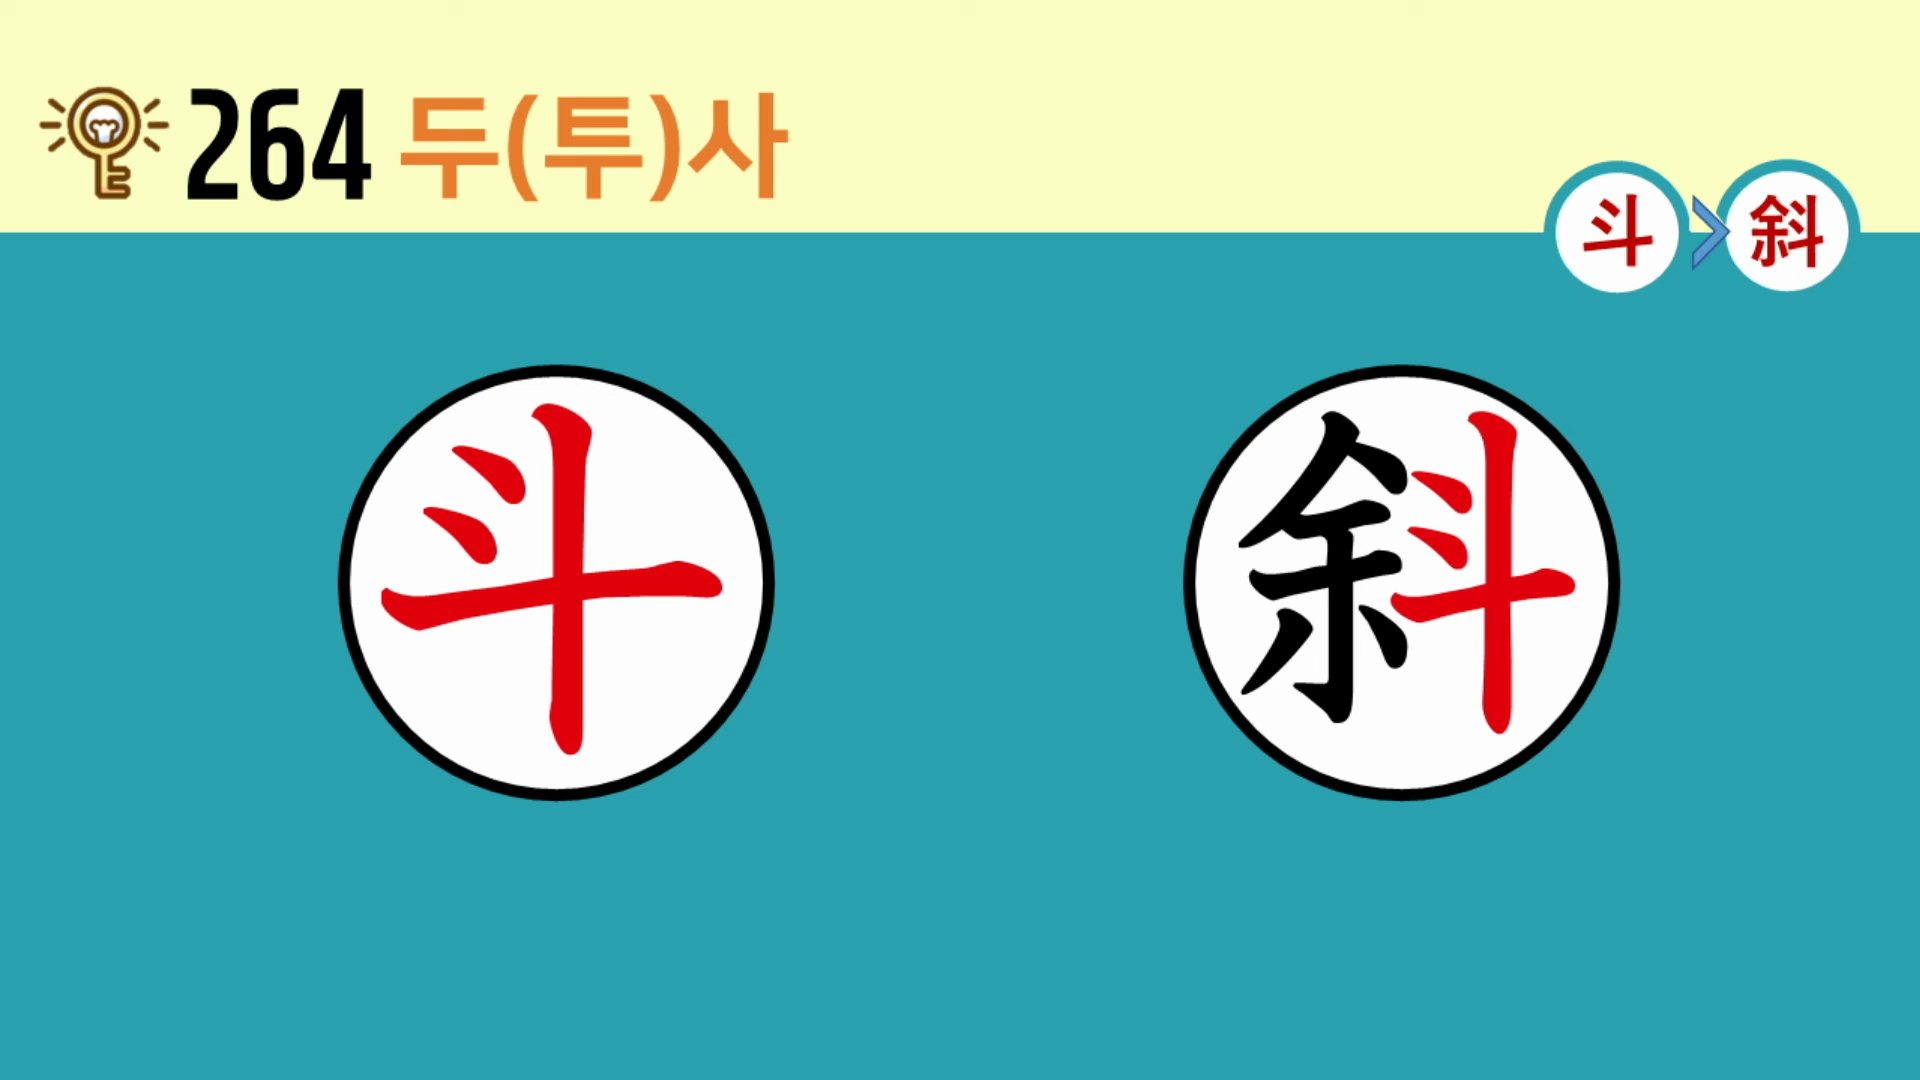 264 두(투)사
斗 > 斜
斗 斜